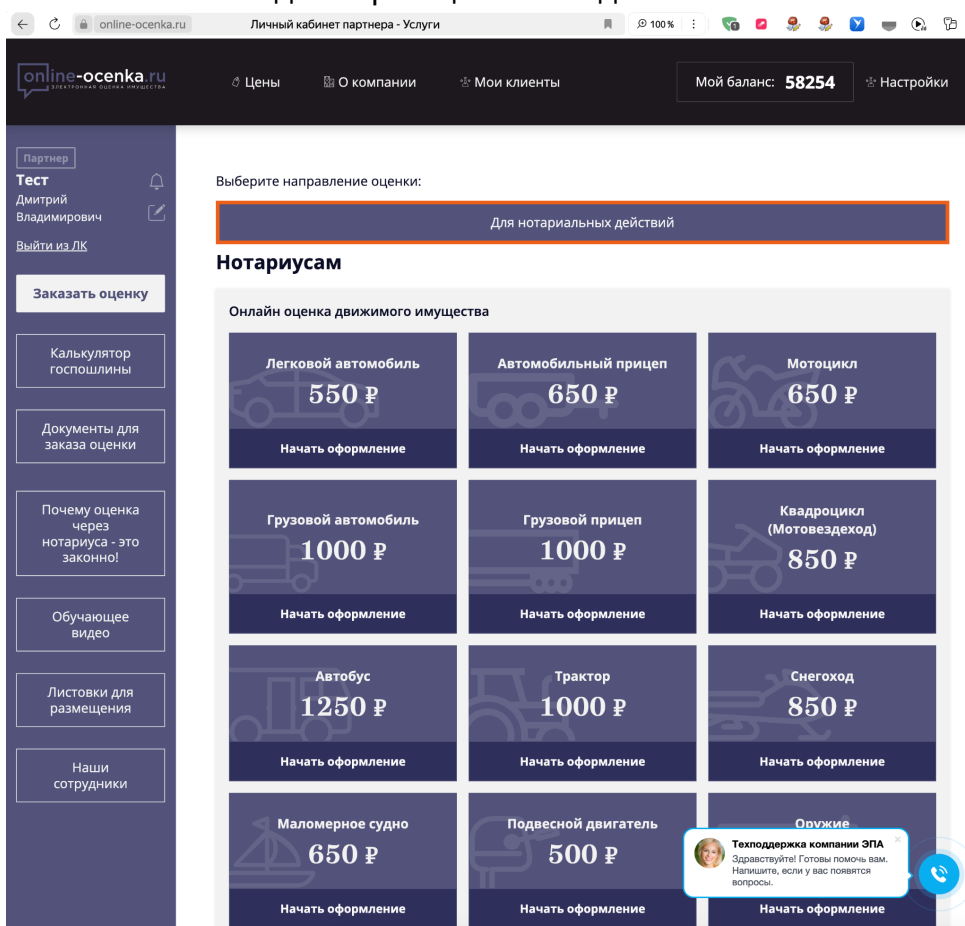 online-ocenka.ru
Личный кабинет партнера - Услуги
100 %
online-ocenka.ru
ЭЛЕКТРОННАЯ ОЦЕНКА ИМУЩЕСТВА
Цены
О компании
Мои клиенты
Мой баланс: 58254
Настройки
Партнер
Тест
Дмитрий
Владимирович
Выйти из ЛК
Заказать оценку
Калькулятор
госпошлины
Документы для
заказа оценки
Почему оценка
через
нотариуса - это
законно!
Обучающее
видео
Листовки для
размещения
Наши
сотрудники
Выберите направление оценки:
Для нотариальных действий
Нотариусам
Онлайн оценка движимого имущества
Легковой автомобиль
550 ₽
Начать оформление
Автомобильный прицеп
650 ₽
Начать оформление
Мотоцикл
650 ₽
Начать оформление
Грузовой автомобиль
1000 ₽
Начать оформление
Грузовой прицеп
1000 ₽
Начать оформление
Квадроцикл
(Мотовездеход)
850 ₽
Начать оформление
Автобус
1250 ₽
Начать оформление
Трактор
1000 ₽
Начать оформление
Снегоход
850 ₽
Начать оформление
Маломерное судно
650 ₽
Начать оформление
Подвесной двигатель
500 ₽
Начать оформление
Оружие
Начать оформление
Техподдержка компании ЭПА
Здравствуйте! Готовы помочь вам.
Напишите, если у вас появятся
вопросы.